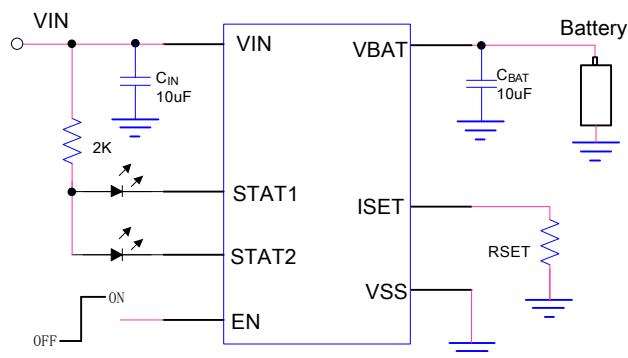 VIN
Battery
VIN
VBAT
CIN
10uF
CBAT
10uF
2K
STAT1
ISET
RSET
STAT2
VSS
ON
OFF
EN